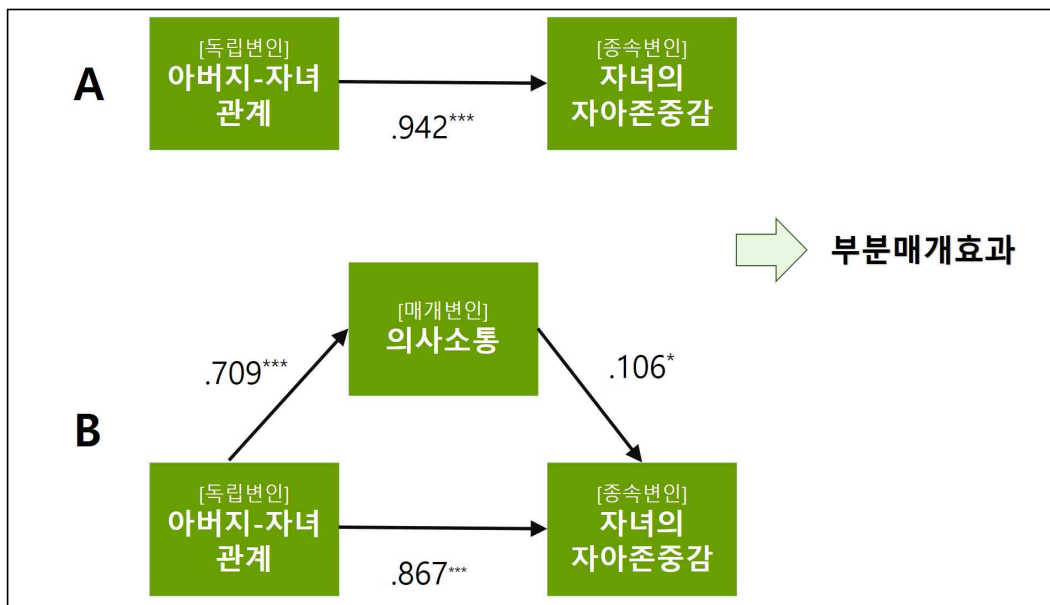 A
[독립변인]
아버지-자녀
관계
.942***
[종속변인]
자녀의
자아존중감
부분매개효과
[매개변인]
의사소통
.709***
.106*
B
[독립변인]
아버지-자녀
관계
.867***
[종속변인]
자녀의
자아존중감